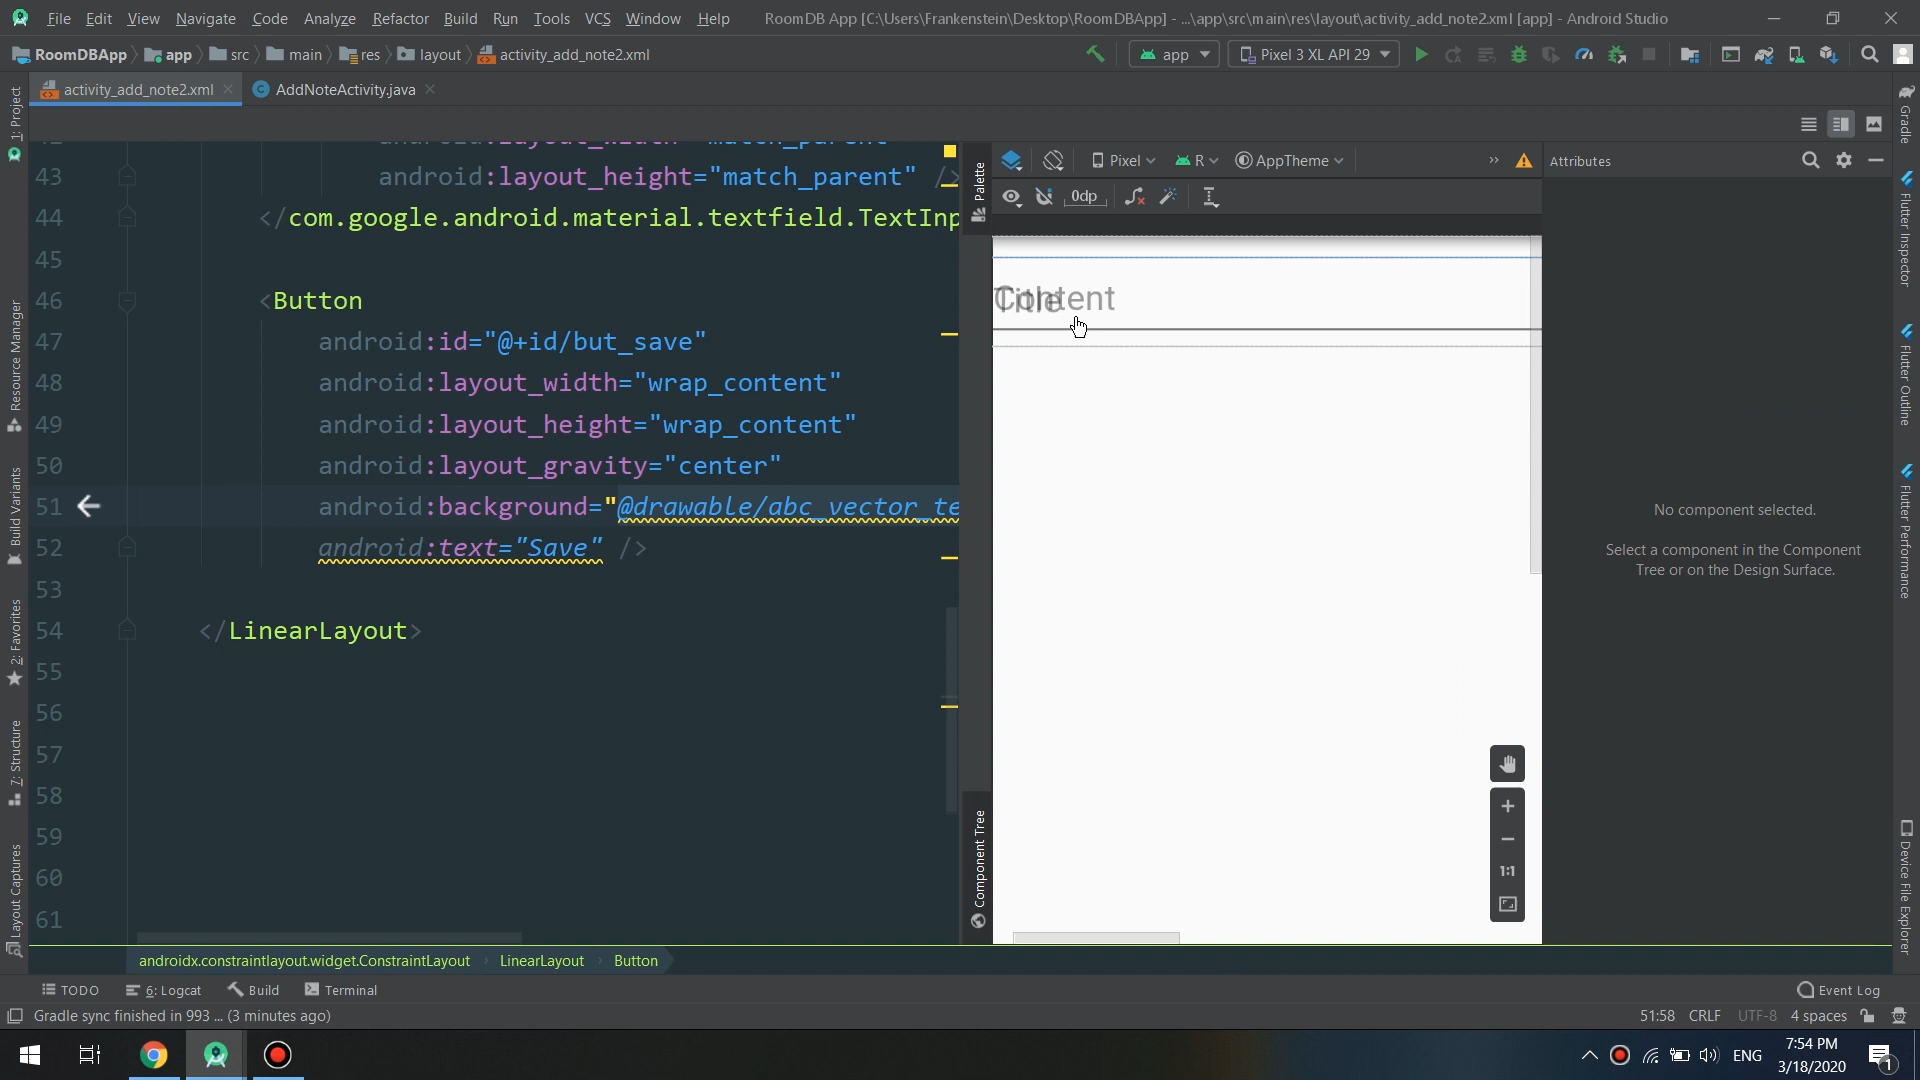 File Edit View Navigate Code Analyze Refactor Build Run Tools VCS Window Help RoomDB App [C:\Users\Frankenstein\Desktop\RoomDBApp] - ...\app\src\main\res\layout\activity_add_note2.xml [app] - Android Studio
RoomDBApp app src main res layout activity_add_note2.xml app Pixel 3 XL API 29
activity_add_note2.xml AddNoteActivity.java
1: Project
Resource Manager
Build Variants
2: Favorites
7: Structure
Layout Captures
43 android:layout_height="match_parent" />
44 </com.google.android.material.textfield.TextInp
45
46 <Button
47 android:id="@+id/but_save"
48 android:layout_width="wrap_content"
49 android:layout_height="wrap_content"
50 android:layout_gravity="center"
51 android:background="@drawable/abc_vector_te
52 android:text="Save" />
53
54 </LinearLayout>
55
56
57
58
59
60
61
Palette
Component Tree
Pixel R AppTheme
0dp
Title
Content
1:1
Attributes
No component selected.
Select a component in the Component
Tree or on the Design Surface.
Gradle
Flutter Inspector
Flutter Outline
Flutter Performance
Device File Explorer
androidx.constraintlayout.widget.ConstraintLayout LinearLayout Button
TODO 6: Logcat Build Terminal Event Log
Gradle sync finished in 993 ... (3 minutes ago) 51:58 CRLF UTF-8 4 spaces
ENG 7:54 PM
3/18/2020 1